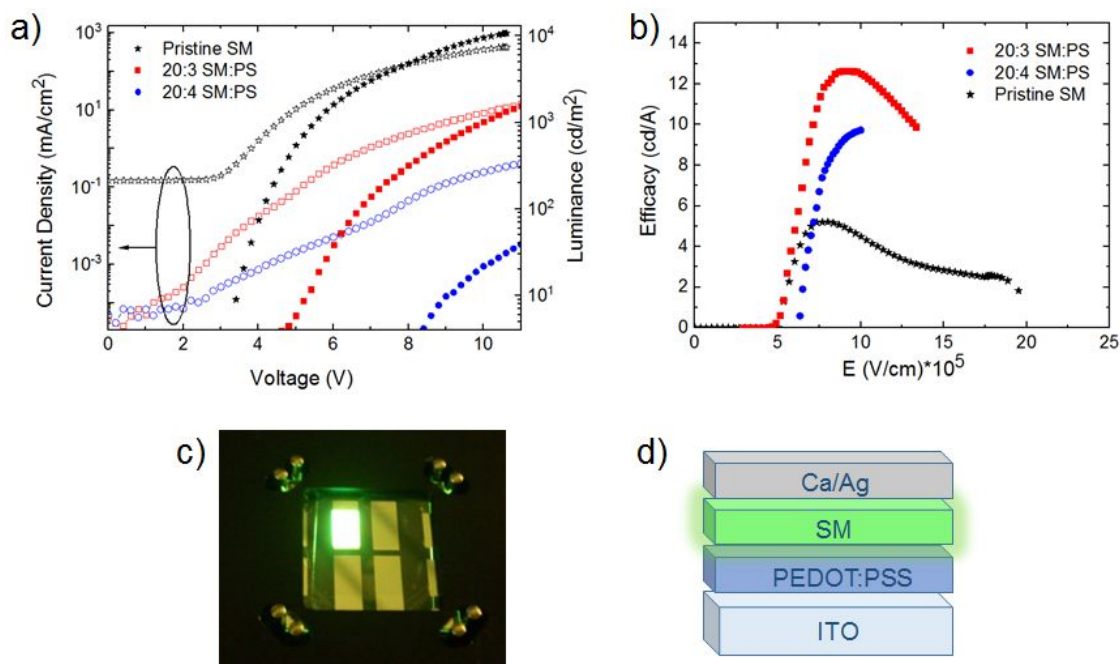 a)
Pristine SM
20:3 SM:PS
20:4 SM:PS
Current Density (mA/cm²)
10³
10¹
10⁻¹
10⁻³
0 2 4 6 8 10
Voltage (V)
10⁴
10³
10²
10¹
Luminance (cd/m²)
b)
20:3 SM:PS
20:4 SM:PS
Pristine SM
Efficacy (cd/A)
14
12
10
8
6
4
2
0
0 5 10 15 20 25
E (V/cm)*10⁵
c)
d)
Ca/Ag
SM
PEDOT:PSS
ITO